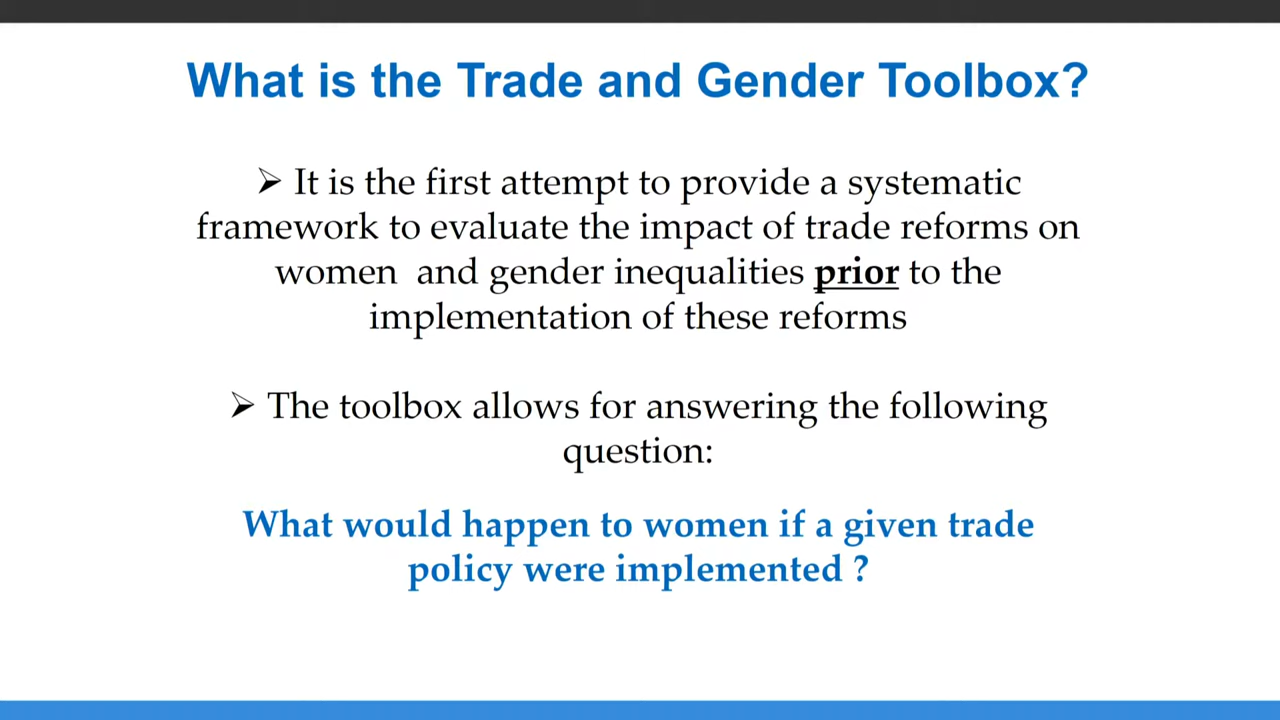 What is the Trade and Gender Toolbox?
➢ It is the first attempt to provide a systematic
framework to evaluate the impact of trade reforms on
women and gender inequalities prior to the
implementation of these reforms
➢ The toolbox allows for answering the following
question:
What would happen to women if a given trade
policy were implemented ?